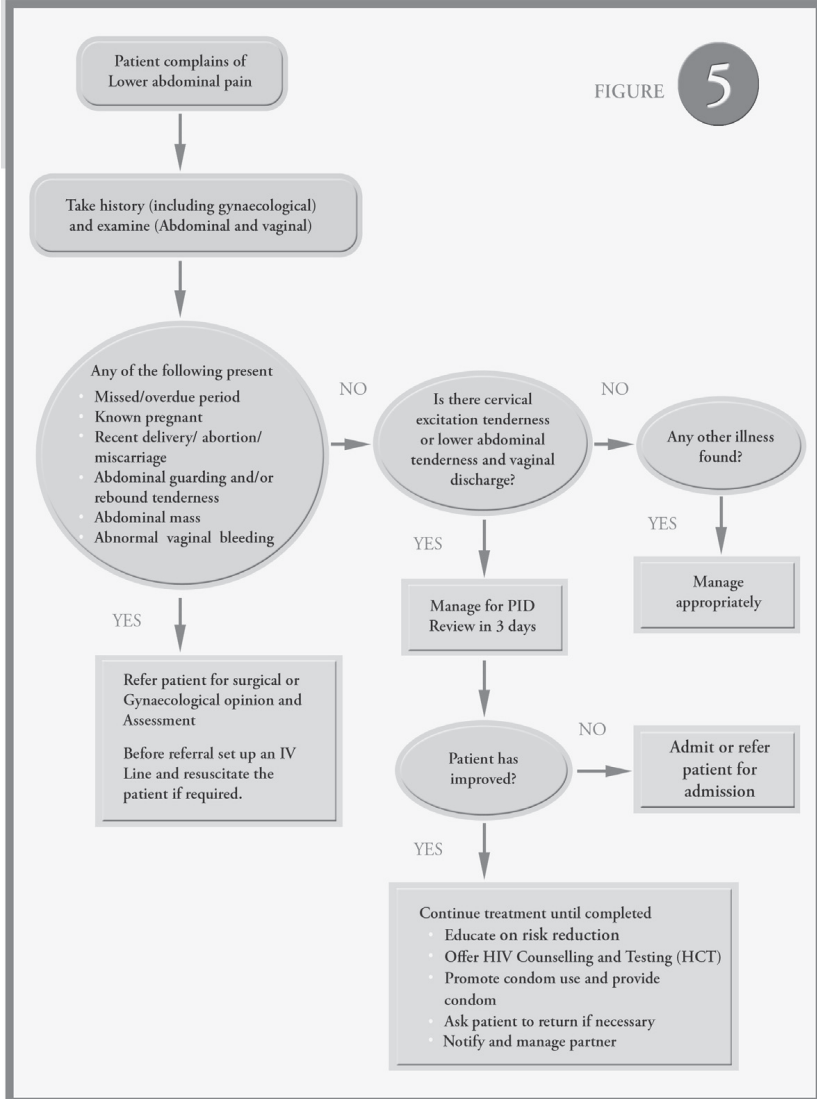 Patient complains of
Lower abdominal pain
FIGURE 5
Take history (including gynaecological)
and examine (Abdominal and vaginal)
Any of the following present
• Missed/overdue period
• Known pregnant
• Recent delivery/ abortion/
miscarriage
• Abdominal guarding and/or
rebound tenderness
• Abdominal mass
• Abnormal vaginal bleeding
NO
Is there cervical
excitation tenderness
or lower abdominal
tenderness and vaginal
discharge?
NO
Any other illness
found?
YES
Manage
appropriately
YES
Manage for PID
Review in 3 days
YES
Refer patient for surgical or
Gynaecological opinion and
Assessment
Before referral set up an IV
Line and resuscitate the
patient if required.
Patient has
improved?
NO
Admit or refer
patient for
admission
YES
Continue treatment until completed
• Educate on risk reduction
• Offer HIV Counselling and Testing (HCT)
• Promote condom use and provide
condom
• Ask patient to return if necessary
• Notify and manage partner